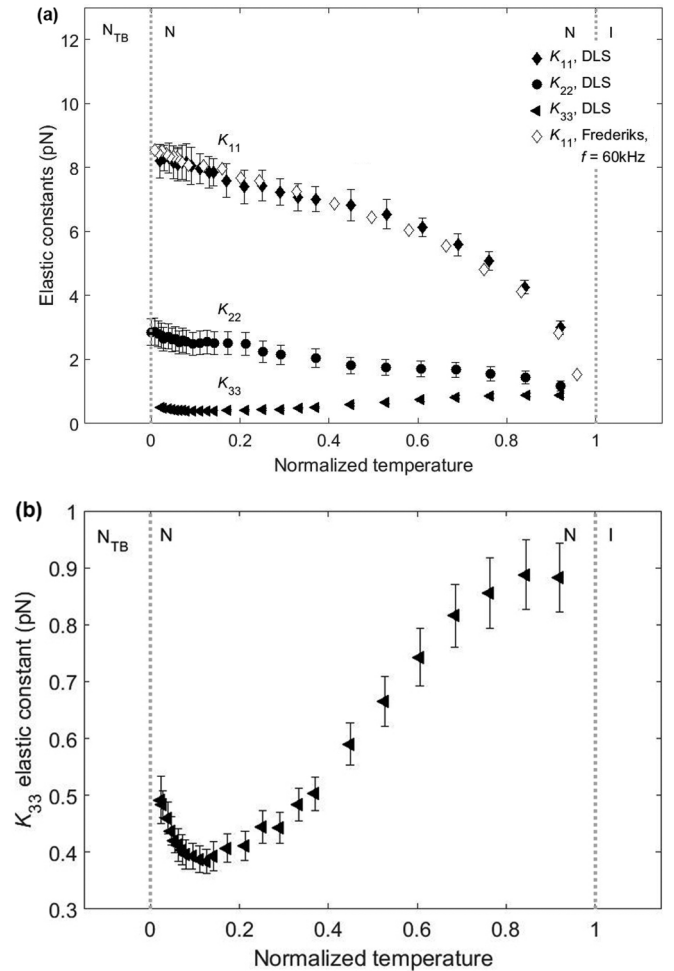 (a)
N_TB N N I
12
10
8
6
4
2
0
Elastic constants (pN)
K11, DLS
K22, DLS
K33, DLS
K11, Frederiks,
f = 60kHz
K11
K22
K33
0 0.2 0.4 0.6 0.8 1
Normalized temperature
(b)
N_TB N N I
1
0.9
0.8
0.7
0.6
0.5
0.4
0.3
K33 elastic constant (pN)
0 0.2 0.4 0.6 0.8 1
Normalized temperature